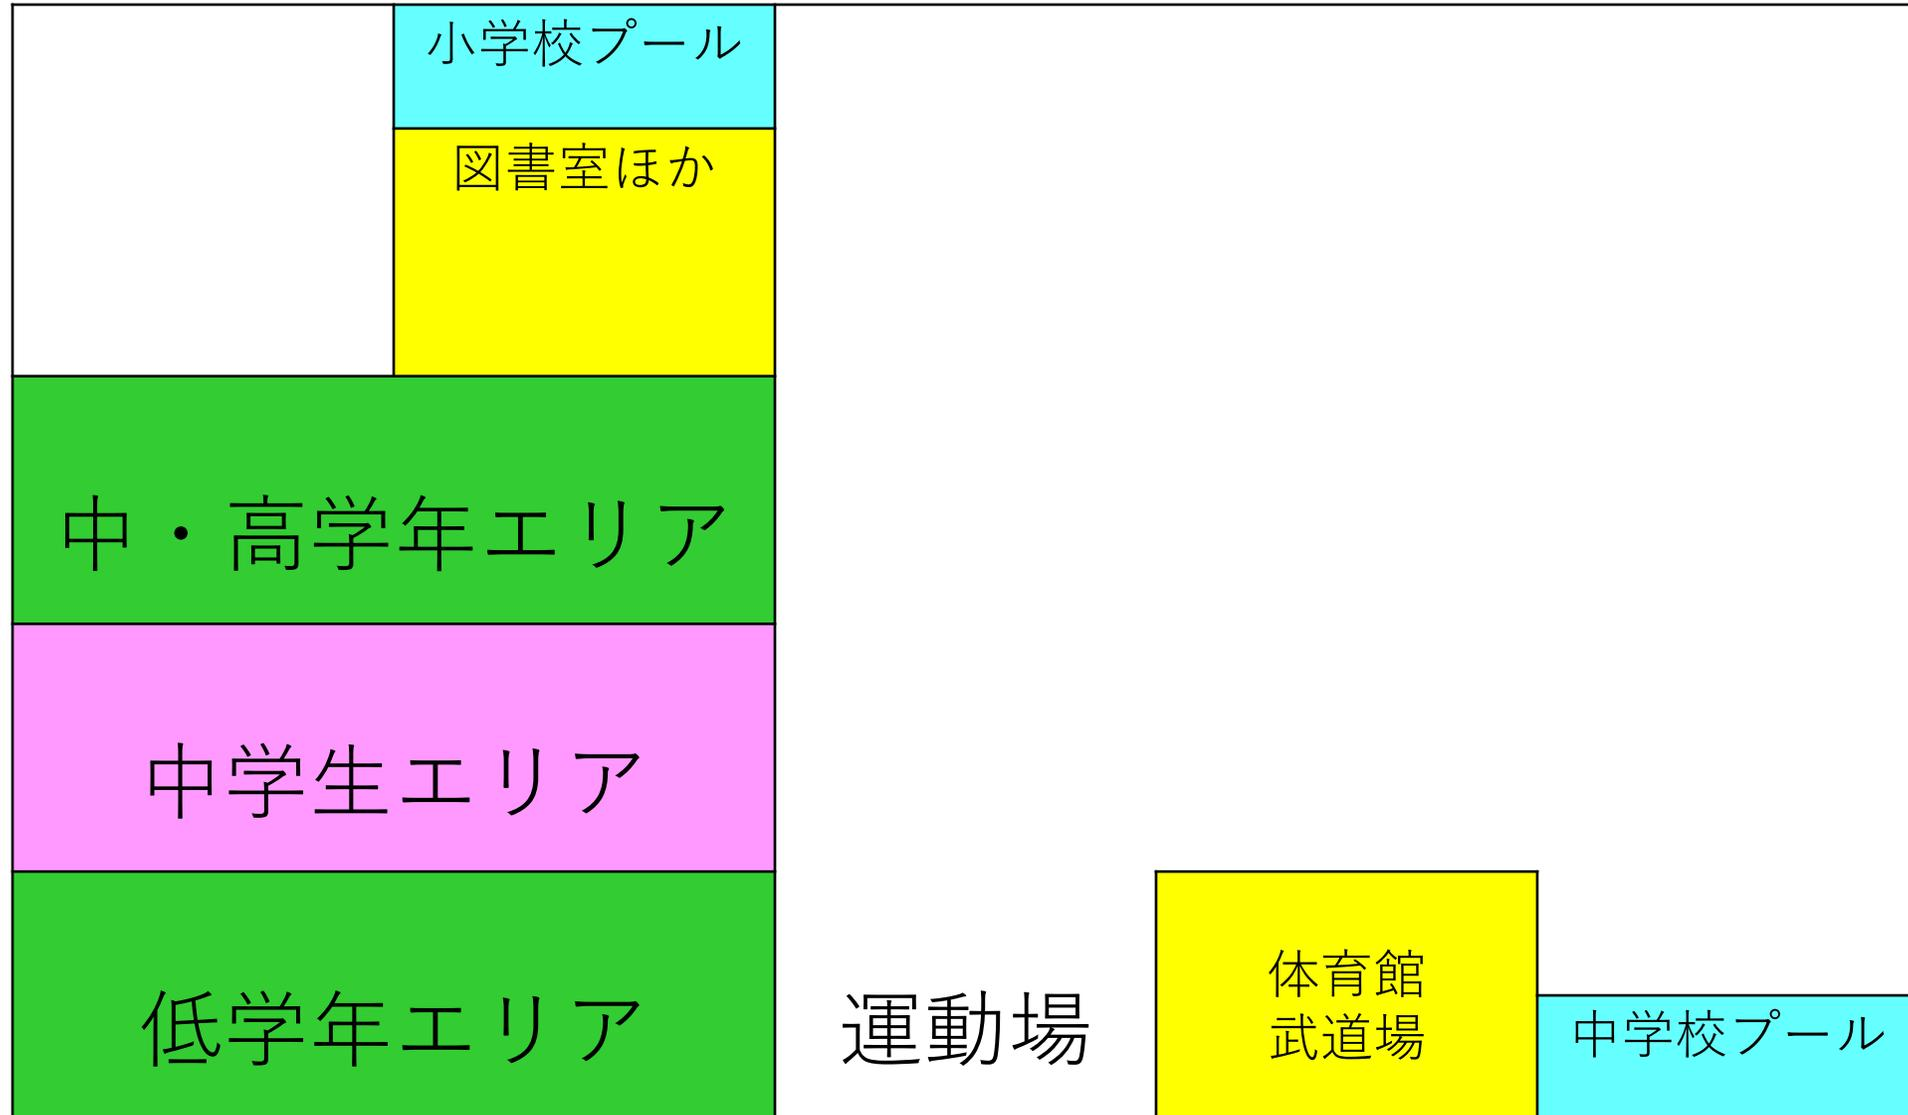 小学校プール
図書室ほか
中・高学年エリア
中学生エリア
低学年エリア
運動場
体育館
武道場
中学校プール